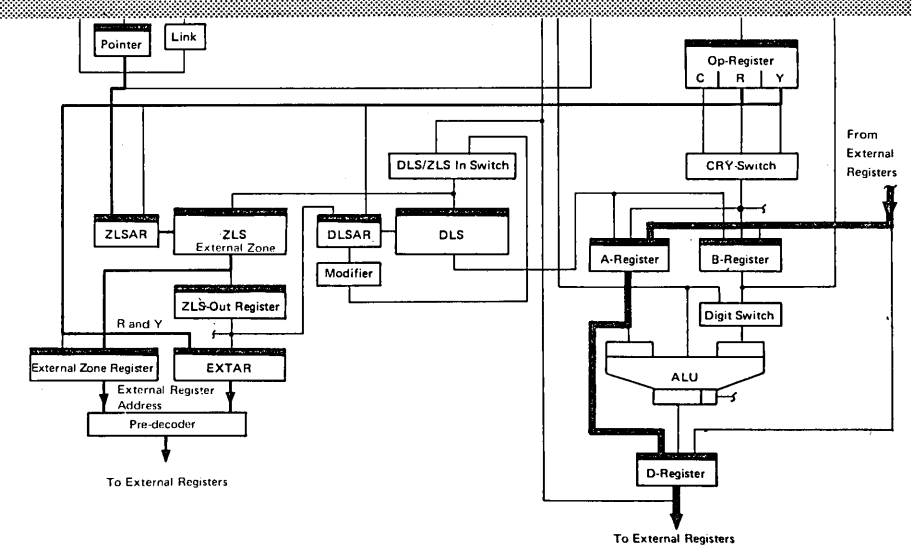 Pointer
Link
Op-Register
C R Y
From
External
Registers
DLS/ZLS In Switch
CRY-Switch
ZLSAR
ZLS
External Zone
DLSAR
DLS
A-Register
B-Register
Modifier
ZLS-Out Register
Digit Switch
R and Y
External Zone Register
EXTAR
ALU
External Register
Address
Pre-decoder
D-Register
To External Registers
To External Registers